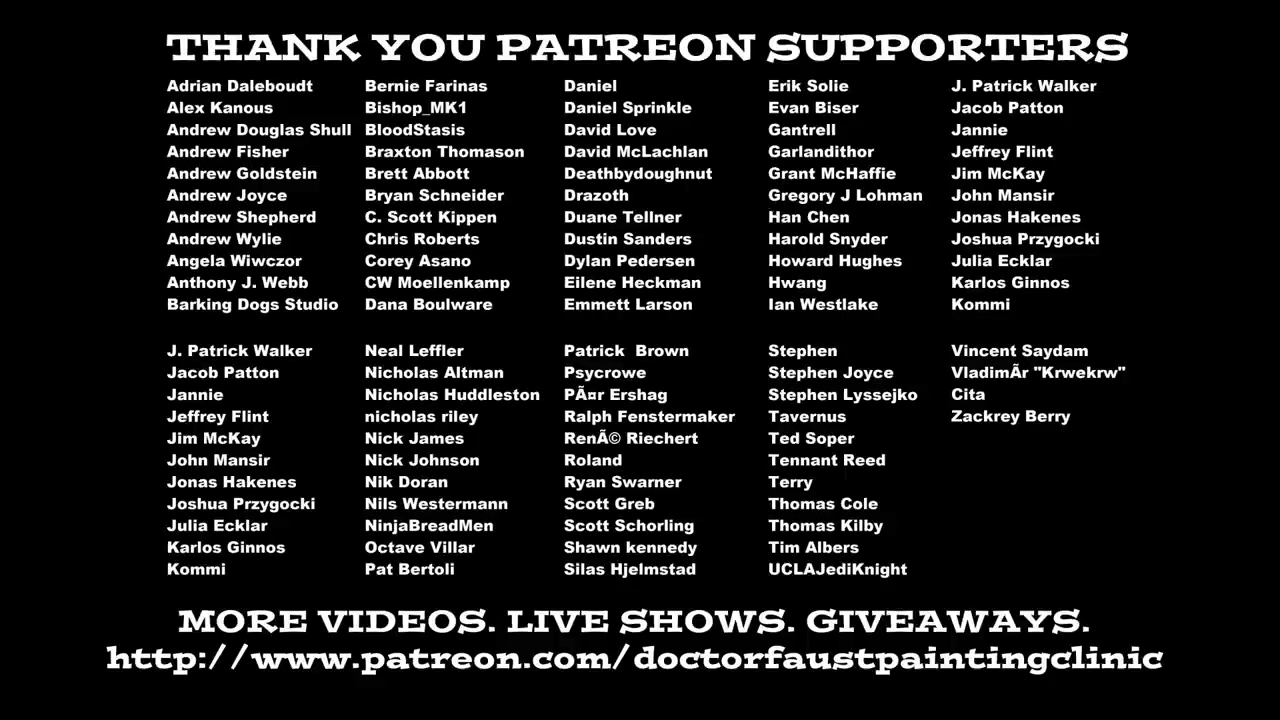 THANK YOU PATREON SUPPORTERS
Adrian Daleboudt
Alex Kanous
Andrew Douglas Shull
Andrew Fisher
Andrew Goldstein
Andrew Joyce
Andrew Shepherd
Andrew Wylie
Angela Wiwczor
Anthony J. Webb
Barking Dogs Studio
Bernie Farinas
Bishop_MK1
BloodStasis
Braxton Thomason
Brett Abbott
Bryan Schneider
C. Scott Kippen
Chris Roberts
Corey Asano
CW Moellenkamp
Dana Boulware
Daniel
Daniel Sprinkle
David Love
David McLachlan
Deathbydoughnut
Drazoth
Duane Tellner
Dustin Sanders
Dylan Pedersen
Eilene Heckman
Emmett Larson
Erik Solie
Evan Biser
Gantrell
Garlandithor
Grant McHaffie
Gregory J Lohman
Han Chen
Harold Snyder
Howard Hughes
Hwang
Ian Westlake
J. Patrick Walker
Jacob Patton
Jannie
Jeffrey Flint
Jim McKay
John Mansir
Jonas Hakenes
Joshua Przygocki
Julia Ecklar
Karlos Ginnos
Kommi
J. Patrick Walker
Jacob Patton
Jannie
Jeffrey Flint
Jim McKay
John Mansir
Jonas Hakenes
Joshua Przygocki
Julia Ecklar
Karlos Ginnos
Kommi
Neal Leffler
Nicholas Altman
Nicholas Huddleston
nicholas riley
Nick James
Nick Johnson
Nik Doran
Nils Westermann
NinjaBreadMen
Octave Villar
Pat Bertoli
Patrick  Brown
Psycrowe
PÃ¤r Ershag
Ralph Fenstermaker
RenÃ© Riechert
Roland
Ryan Swarner
Scott Greb
Scott Schorling
Shawn kennedy
Silas Hjelmstad
Stephen
Stephen Joyce
Stephen Lyssejko
Tavernus
Ted Soper
Tennant Reed
Terry
Thomas Cole
Thomas Kilby
Tim Albers
UCLAJediKnight
Vincent Saydam
VladimÃr "Krwekrw"
Cita
Zackrey Berry
MORE VIDEOS. LIVE SHOWS. GIVEAWAYS.
http://www.patreon.com/doctorfaustpaintingclinic